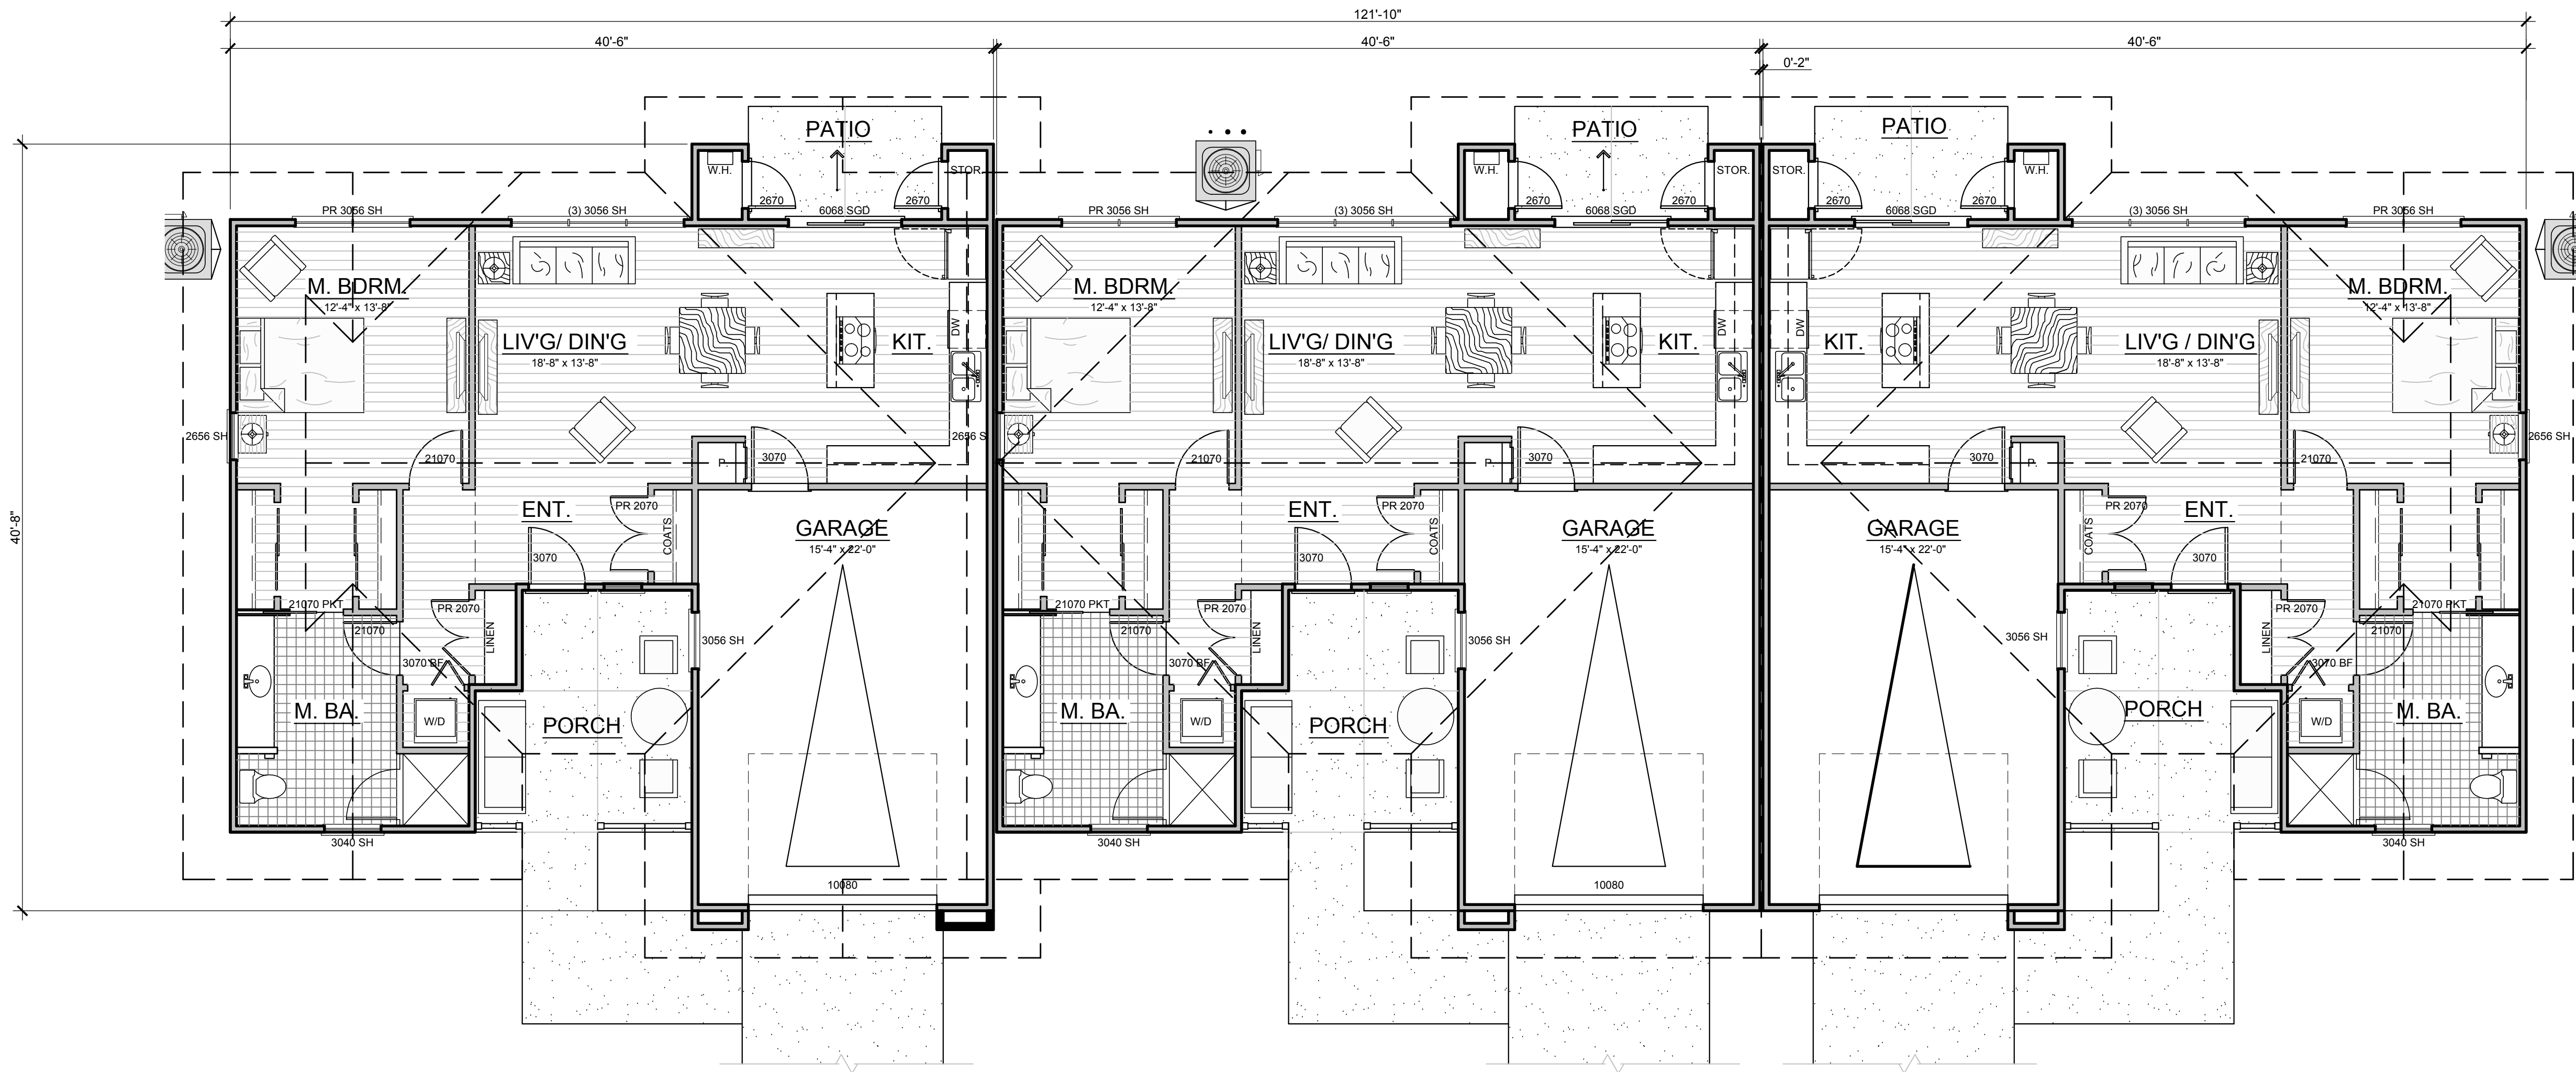 121'-10"
40'-6"
40'-6"
40'-6"
0'-2"
PATIO
PATIO
PATIO
W.H.
STOR.
W.H.
STOR.
STOR.
W.H.
2670
2670
2670
2670
2670
2670
PR 3056 SH
(3) 3056 SH
6068 SGD
PR 3056 SH
(3) 3056 SH
6068 SGD
6068 SGD
(3) 3056 SH
PR 3056 SH
M. BDRM.
12'-4" x 13'-8"
M. BDRM.
12'-4" x 13'-8"
M. BDRM.
12'-4" x 13'-8"
DW
DW
DW
LIV'G/ DIN'G
18'-8" x 13'-8"
KIT.
LIV'G/ DIN'G
18'-8" x 13'-8"
KIT.
KIT.
LIV'G / DIN'G
18'-8" x 13'-8"
2656 SH
2656 S
2656 SH
21070
P.
3070
21070
P.
3070
3070
P.
21070
ENT.
PR 2070
COATS
ENT.
PR 2070
COATS
COATS
PR 2070
ENT.
40'-8"
GARAGE
15'-4" x 22'-0"
GARAGE
15'-4" x 22'-0"
GARAGE
15'-4" x 22'-0"
3070
3070
3070
21070 PKT
PR 2070
21070 PKT
PR 2070
PR 2070
21070 PKT
21070
LINEN
3056 SH
21070
LINEN
3056 SH
3056 SH
LINEN
21070
3070 BF
3070 BF
3070 BF
M. BA.
W/D
PORCH
M. BA.
W/D
PORCH
PORCH
W/D
M. BA.
3040 SH
3040 SH
3040 SH
10080
10080